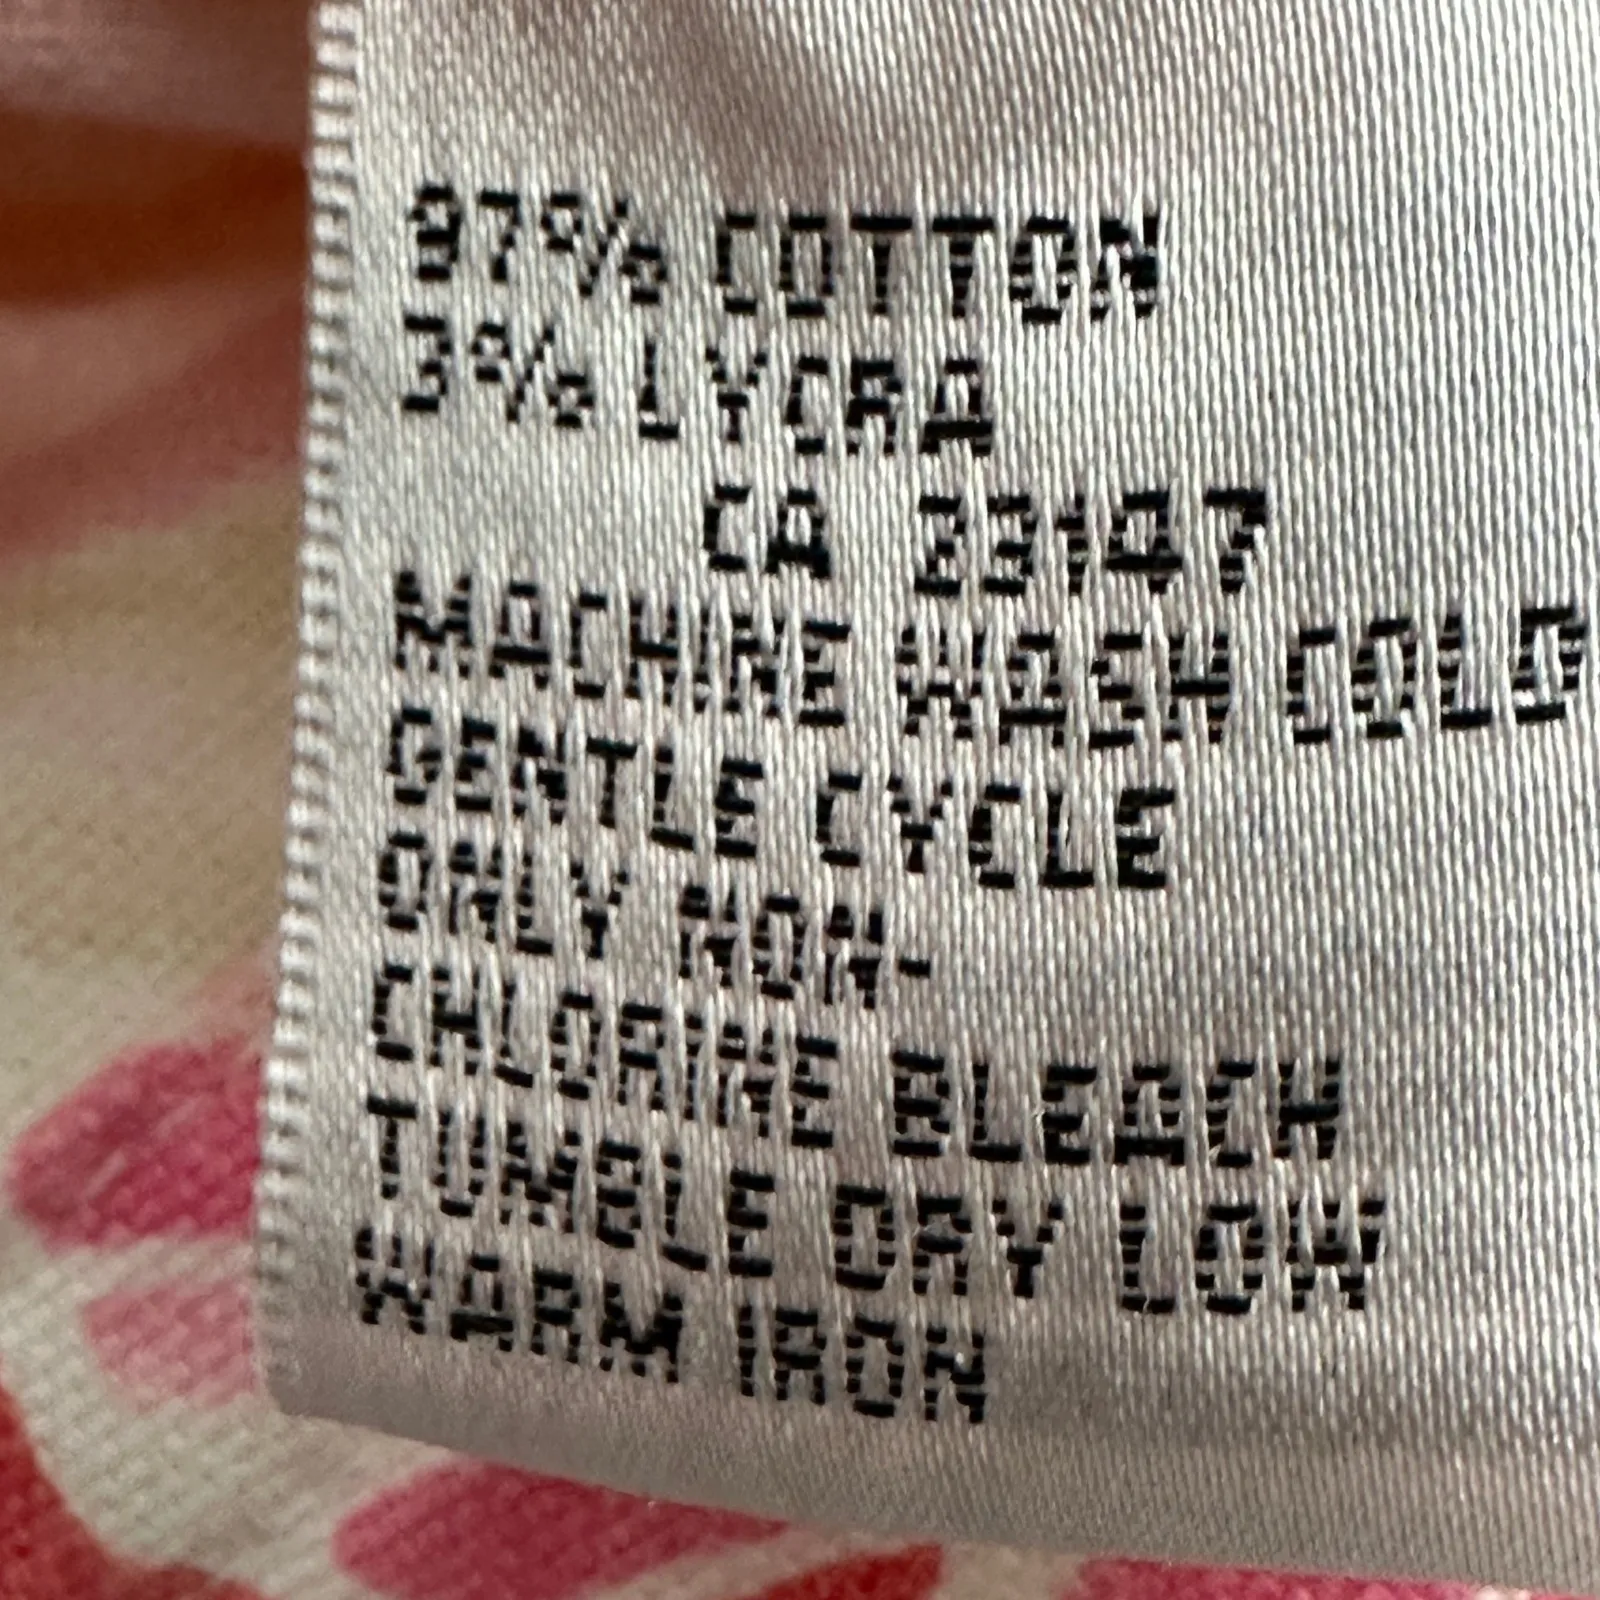 97% COTTON
3% LYCRA
CA 23147
MACHINE WASH COLD
GENTLE CYCLE
ONLY NON-
CHLORINE BLEACH
TUMBLE DRY LOW
WARM IRON